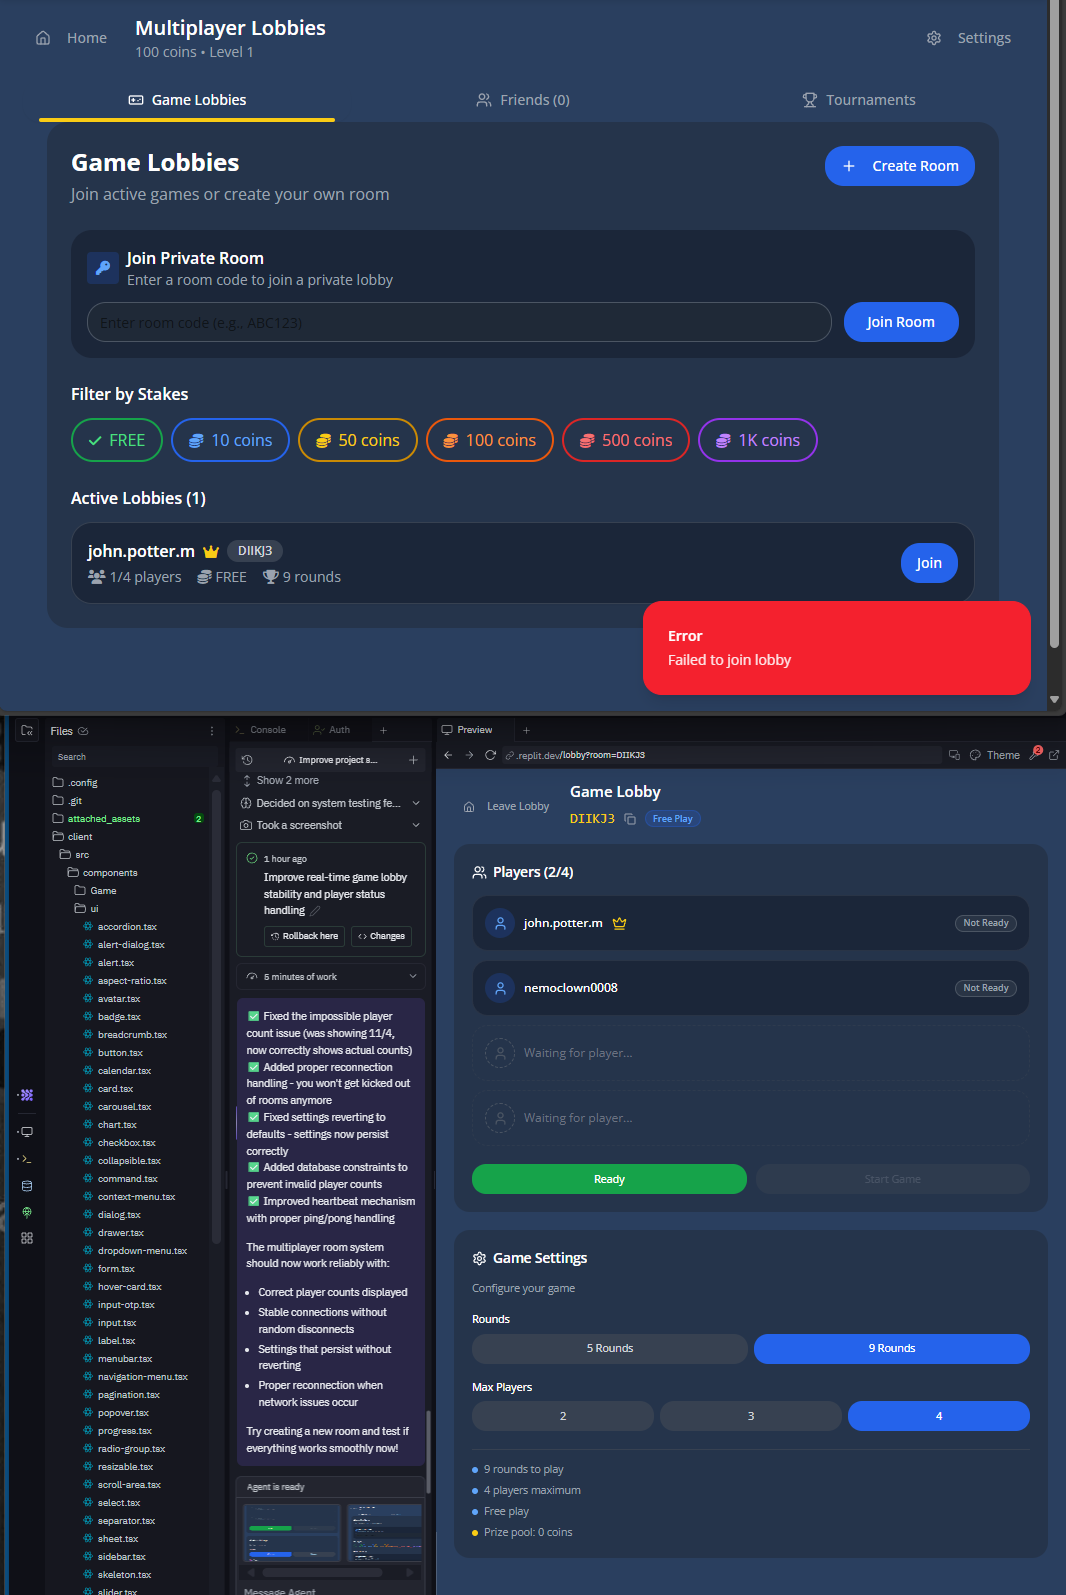 Home
Multiplayer Lobbies
100 coins • Level 1
Settings
Game Lobbies
Friends (0)
Tournaments
Game Lobbies
Join active games or create your own room
+ Create Room
Join Private Room
Enter a room code to join a private lobby
Enter room code (e.g., ABC123)
Join Room
Filter by Stakes
FREE
10 coins
50 coins
100 coins
500 coins
1K coins
Active Lobbies (1)
john.potter.m
DIIKJ3
1/4 players
FREE
9 rounds
Join
Error
Failed to join lobby
Files
Search
.config
.git
attached_assets
2
client
src
components
Game
ui
accordion.tsx
alert-dialog.tsx
alert.tsx
aspect-ratio.tsx
avatar.tsx
badge.tsx
breadcrumb.tsx
button.tsx
calendar.tsx
card.tsx
carousel.tsx
chart.tsx
checkbox.tsx
collapsible.tsx
command.tsx
context-menu.tsx
dialog.tsx
drawer.tsx
dropdown-menu.tsx
form.tsx
hover-card.tsx
input-otp.tsx
input.tsx
label.tsx
menubar.tsx
navigation-menu.tsx
pagination.tsx
popover.tsx
progress.tsx
radio-group.tsx
resizable.tsx
scroll-area.tsx
select.tsx
separator.tsx
sheet.tsx
sidebar.tsx
skeleton.tsx
slider.tsx
Console
Auth
Improve project s...
Show 2 more
Decided on system testing fe...
Took a screenshot
1 hour ago
Improve real-time game lobby
stability and player status
handling
Rollback here
Changes
5 minutes of work
✅ Fixed the impossible player
count issue (was showing 11/4,
now correctly shows actual counts)
✅ Added proper reconnection
handling - you won't get kicked out
of rooms anymore
✅ Fixed settings reverting to
defaults - settings now persist
correctly
✅ Added database constraints to
prevent invalid player counts
✅ Improved heartbeat mechanism
with proper ping/pong handling
The multiplayer room system
should now work reliably with:
• Correct player counts displayed
• Stable connections without
random disconnects
• Settings that persist without
reverting
• Proper reconnection when
network issues occur
Try creating a new room and test if
everything works smoothly now!
Agent is ready
Message Agent
Preview
.replit.dev/lobby?room=DIIKJ3
Theme
2
Leave Lobby
Game Lobby
DIIKJ3
Free Play
Players (2/4)
john.potter.m
Not Ready
nemoclown0008
Not Ready
Waiting for player...
Waiting for player...
Ready
Start Game
Game Settings
Configure your game
Rounds
5 Rounds
9 Rounds
Max Players
2
3
4
• 9 rounds to play
• 4 players maximum
• Free play
• Prize pool: 0 coins